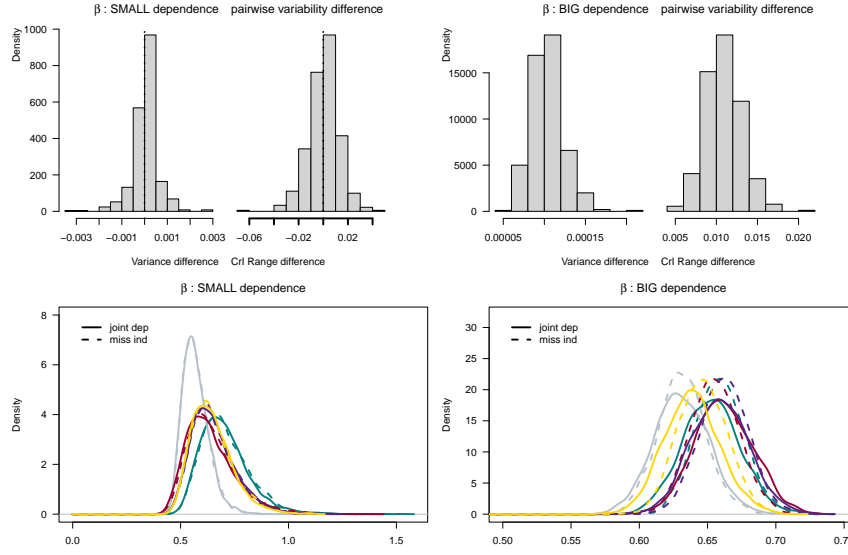 β : SMALL dependence pairwise variability difference
Density
1000
800
600
400
200
0
−0.003 −0.001 0.001 0.003
−0.06 −0.02 0.02
Variance difference CrI Range difference
β : BIG dependence pairwise variability difference
Density
15000
10000
5000
0
0.00005 0.00015
0.005 0.010 0.015 0.020
Variance difference CrI Range difference
β : SMALL dependence
joint dep
miss ind
Density
8
6
4
2
0
0.0 0.5 1.0 1.5
β : BIG dependence
joint dep
miss ind
Density
30
25
20
15
10
5
0
0.50 0.55 0.60 0.65 0.70